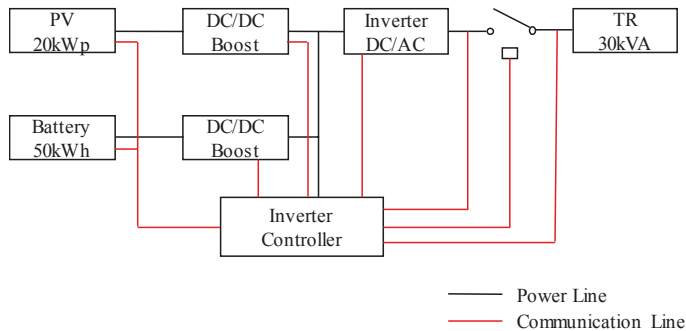 PV
20kWp
DC/DC
Boost
Inverter
DC/AC
TR
30kVA
Battery
50kWh
DC/DC
Boost
Inverter
Controller
Power Line
Communication Line